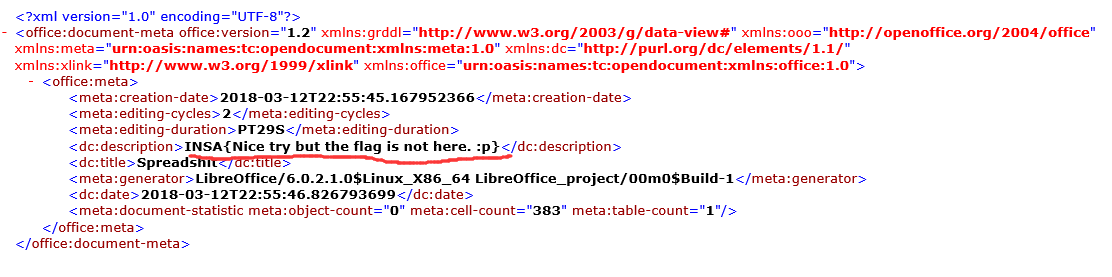 <?xml version="1.0" encoding="UTF-8"?>
- <office:document-meta office:version="1.2" xmlns:grddl="http://www.w3.org/2003/g/data-view#" xmlns:ooo="http://openoffice.org/2004/office"
xmlns:meta="urn:oasis:names:tc:opendocument:xmlns:meta:1.0" xmlns:dc="http://purl.org/dc/elements/1.1/"
xmlns:xlink="http://www.w3.org/1999/xlink" xmlns:office="urn:oasis:names:tc:opendocument:xmlns:office:1.0">
- <office:meta>
<meta:creation-date>2018-03-12T22:55:45.167952366</meta:creation-date>
<meta:editing-cycles>2</meta:editing-cycles>
<meta:editing-duration>PT29S</meta:editing-duration>
<dc:description>INSA{Nice try but the flag is not here. :p}</dc:description>
<dc:title>Spreadshit</dc:title>
<meta:generator>LibreOffice/6.0.2.1.0$Linux_X86_64 LibreOffice_project/00m0$Build-1</meta:generator>
<dc:date>2018-03-12T22:55:46.826793699</dc:date>
<meta:document-statistic meta:object-count="0" meta:cell-count="383" meta:table-count="1"/>
</office:meta>
</office:document-meta>